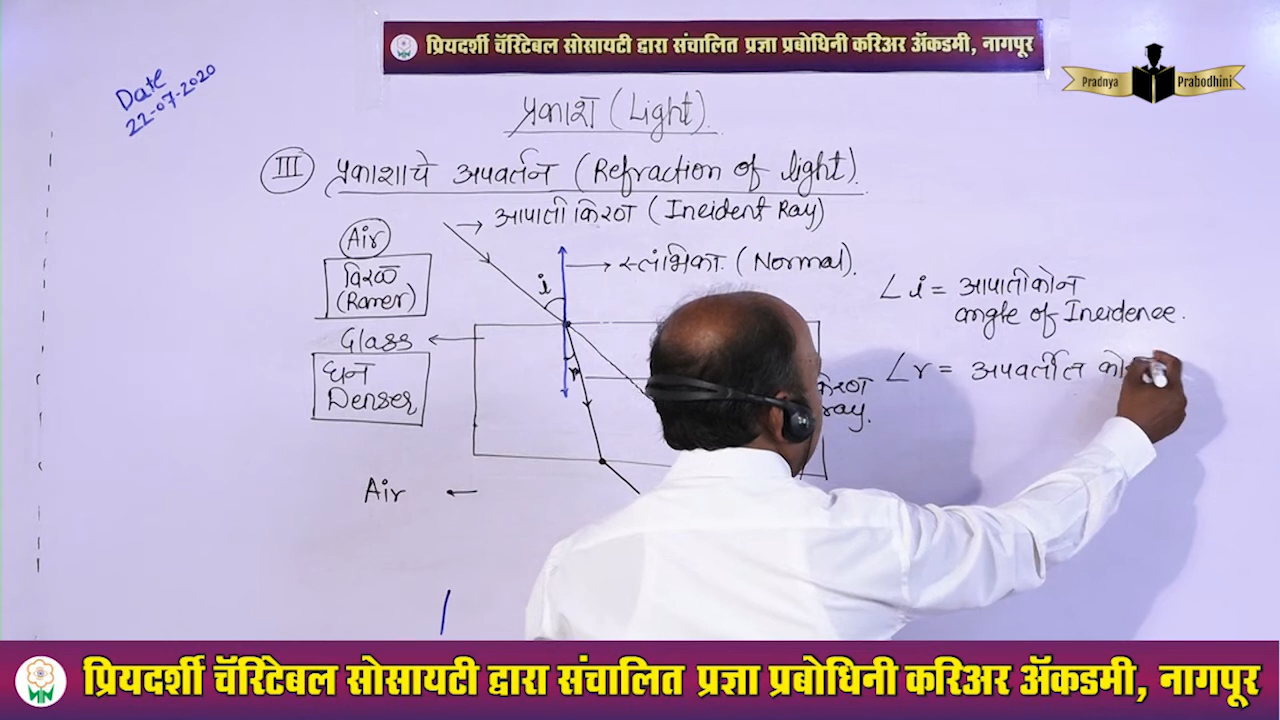 प्रियदर्शी चॅरिटेबल सोसायटी द्वारा संचालित प्रज्ञा प्रबोधिनी करिअर ॲकडमी, नागपूर
Pradnya Prabodhini
Date
22-07-2020
प्रकाश (Light).
III प्रकाशाचे अपवर्तन (Refraction of light).
आपाती किरण (Incident Ray)
Air
विरळ
(Rarer)
स्तंभिका. (Normal).
i
∠i = आपाती कोन
angle of Incidence.
Glass
घन
Denser
r
∠r = अपवर्तीत
किरण
ray.
Air
प्रियदर्शी चॅरिटेबल सोसायटी द्वारा संचालित प्रज्ञा प्रबोधिनी करिअर ॲकडमी, नागपूर